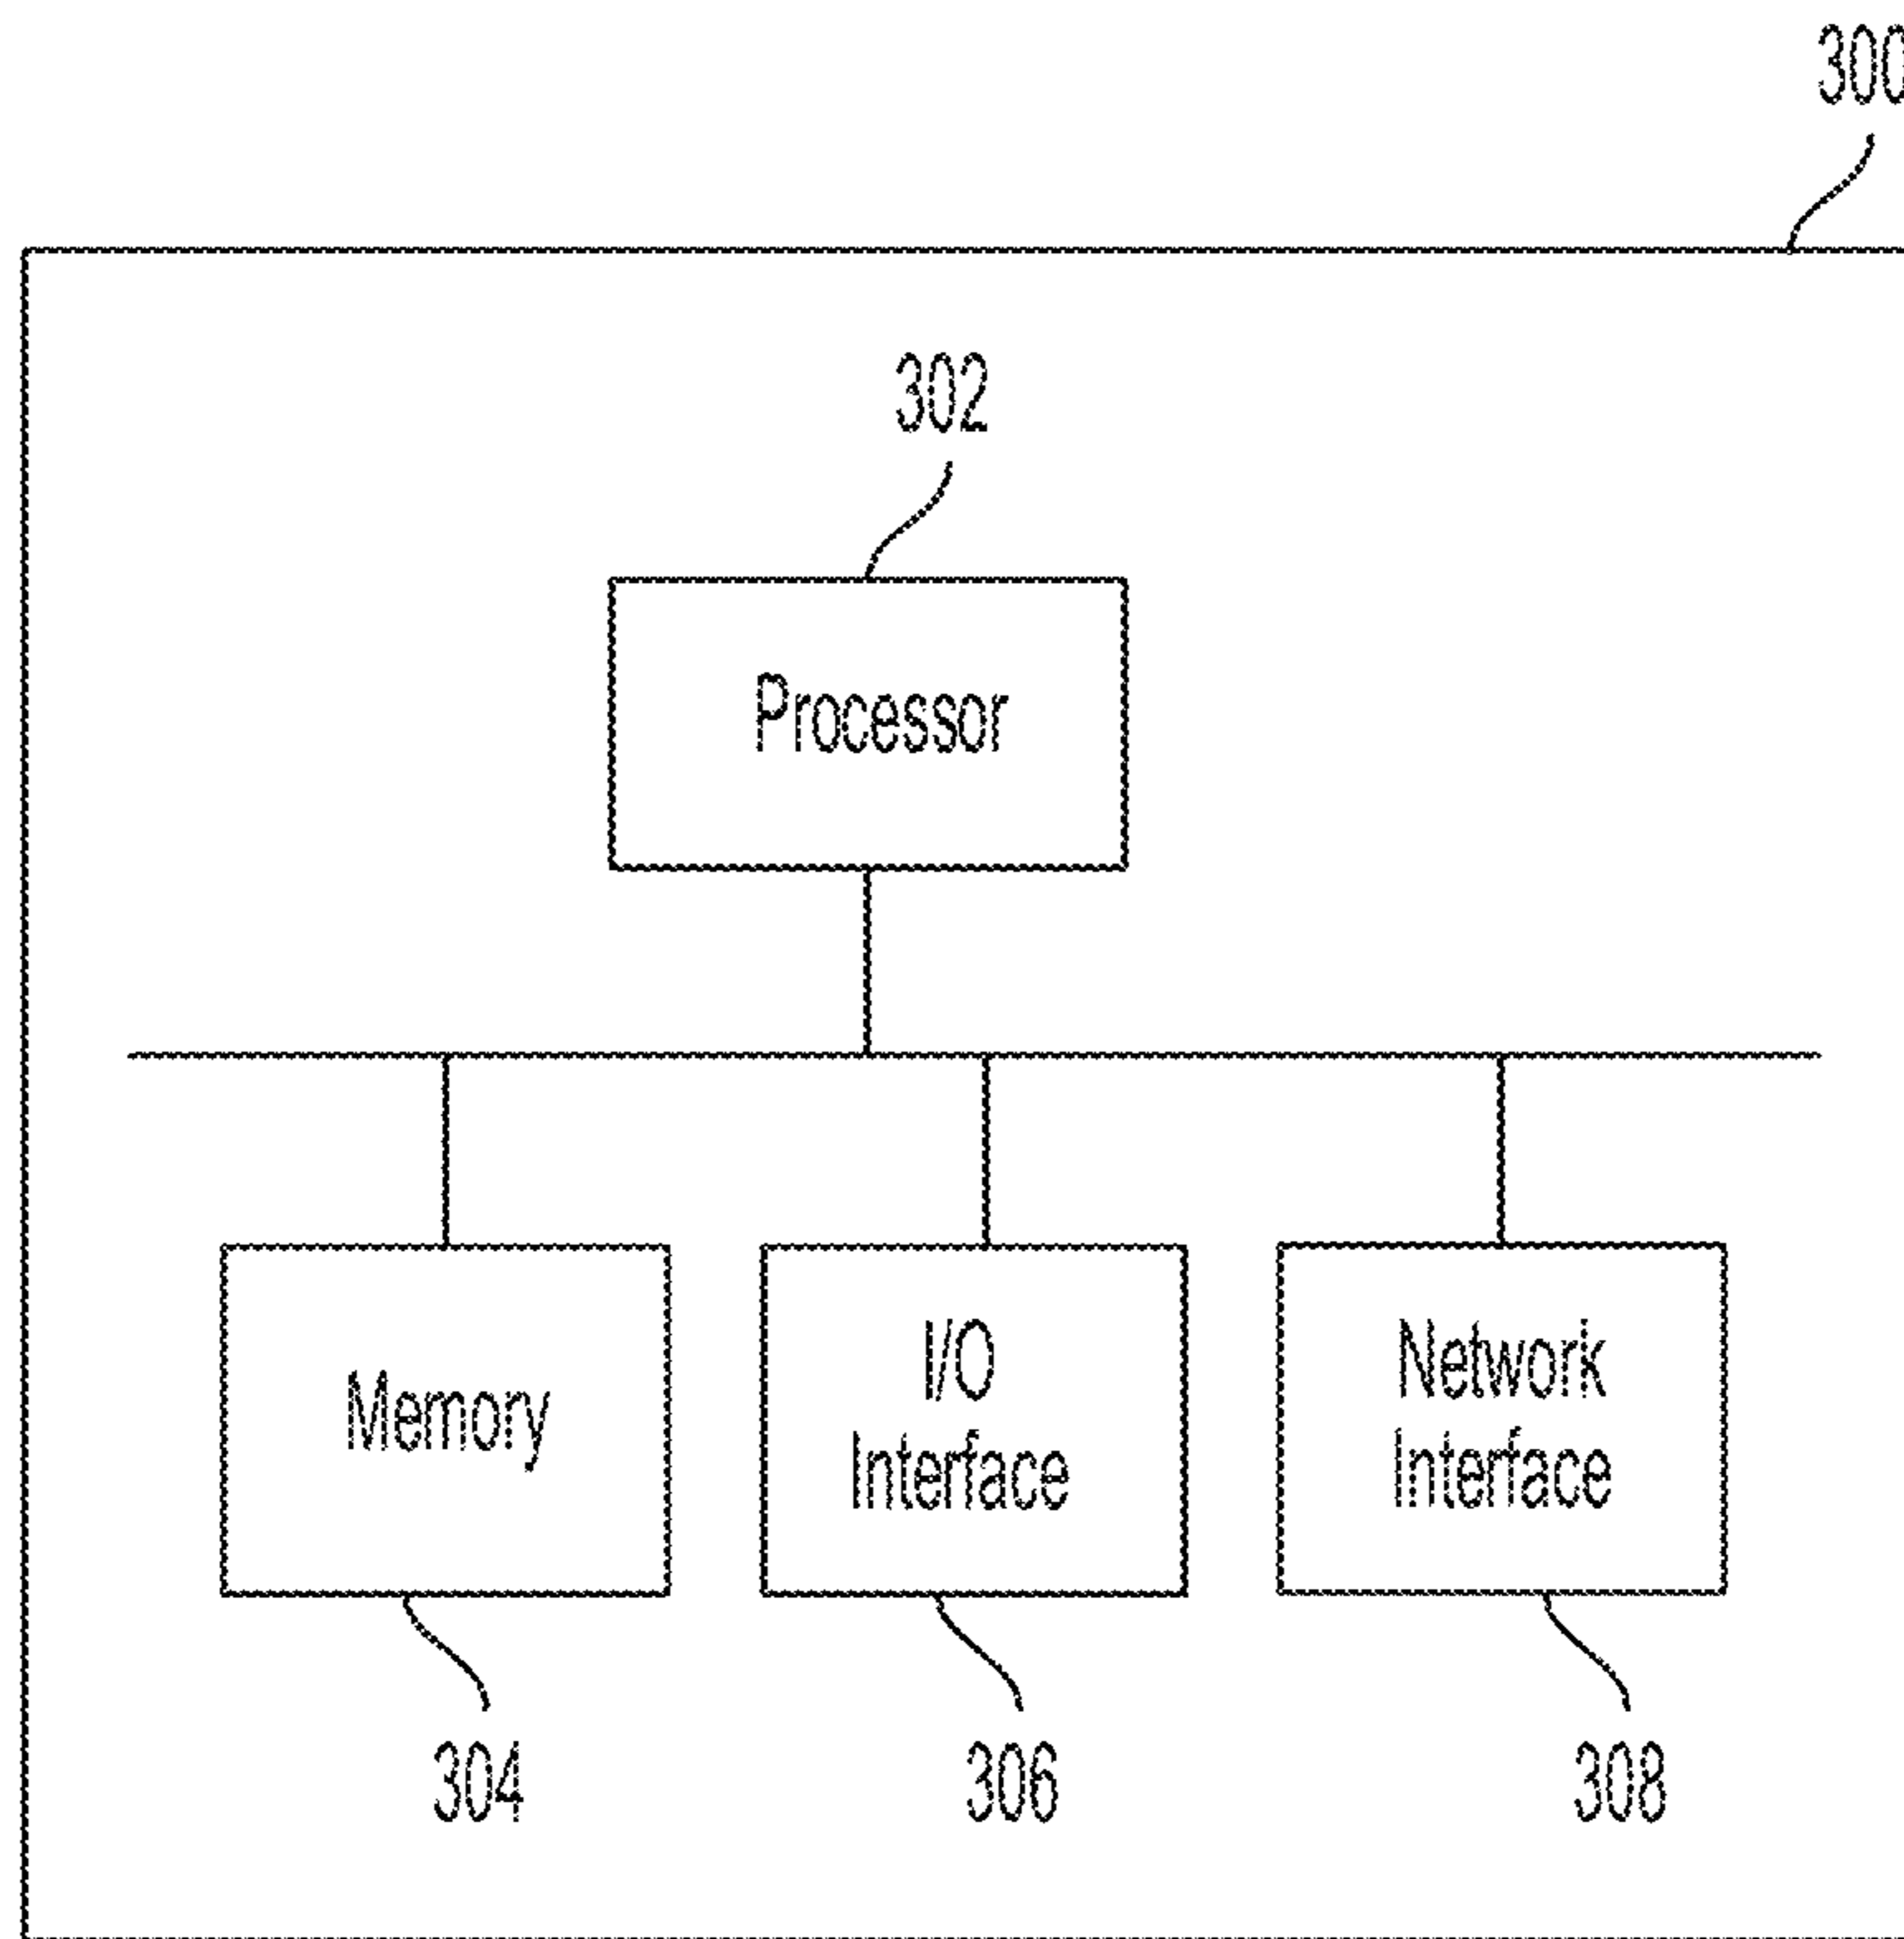 300
302
Processor
Memory
I/O
Interface
Network
Interface
304
306
308